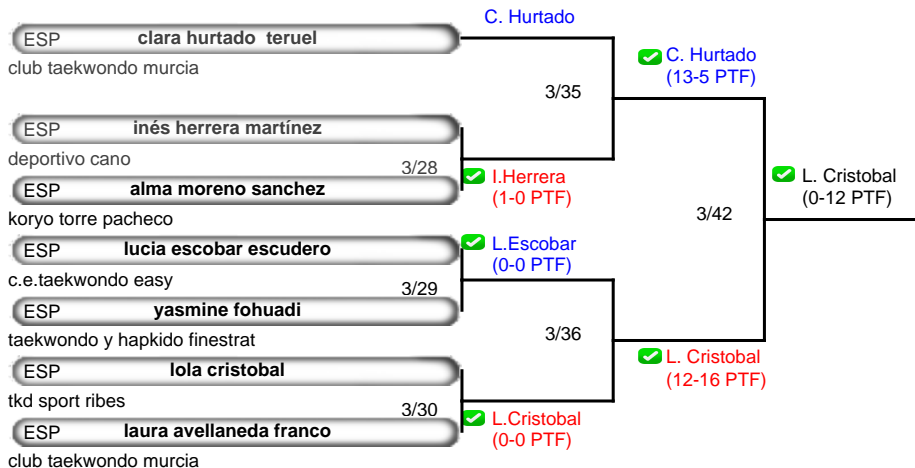 C. Hurtado
ESP clara hurtado teruel
club taekwondo murcia
C. Hurtado
(13-5 PTF)
3/35
ESP inés herrera martínez
deportivo cano
3/28
I.Herrera
(1-0 PTF)
ESP alma moreno sanchez
koryo torre pacheco
L. Cristobal
(0-12 PTF)
3/42
ESP lucia escobar escudero
c.e.taekwondo easy
L.Escobar
(0-0 PTF)
3/29
ESP yasmine fohuadi
taekwondo y hapkido finestrat
3/36
ESP lola cristobal
tkd sport ribes
L. Cristobal
(12-16 PTF)
3/30
L.Cristobal
(0-0 PTF)
ESP laura avellaneda franco
club taekwondo murcia